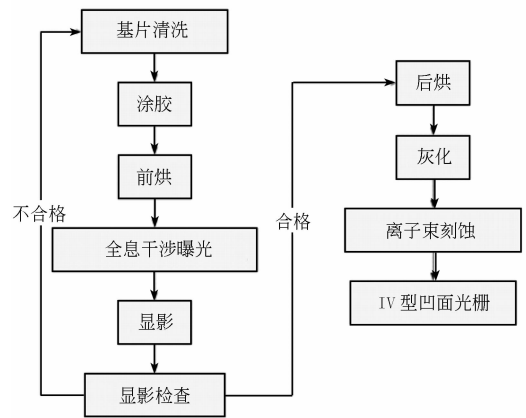 基片清洗
涂胶
前烘
全息干涉曝光
显影
显影检查
不合格
合格
后烘
灰化
离子束刻蚀
IV 型凹面光栅